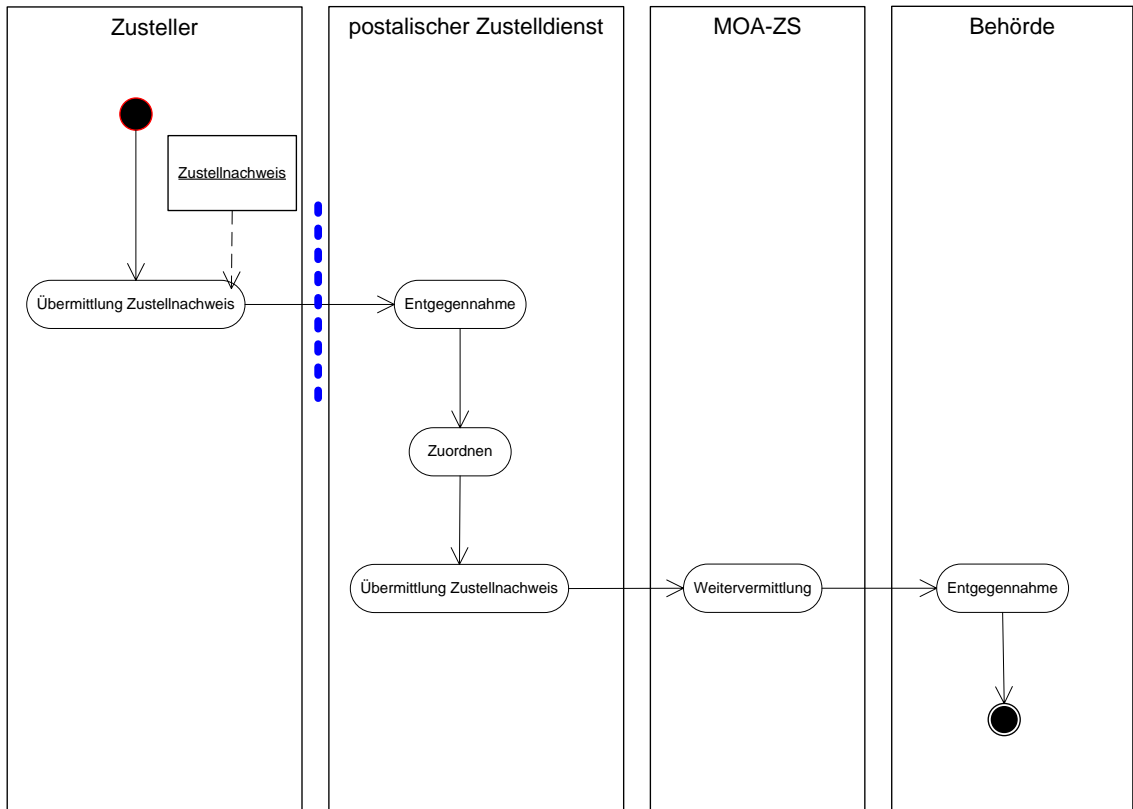 Zusteller
postalischer Zustelldienst
MOA-ZS
Behörde
Zustellnachweis
Übermittlung Zustellnachweis
Entgegennahme
Zuordnen
Übermittlung Zustellnachweis
Weitervermittlung
Entgegennahme